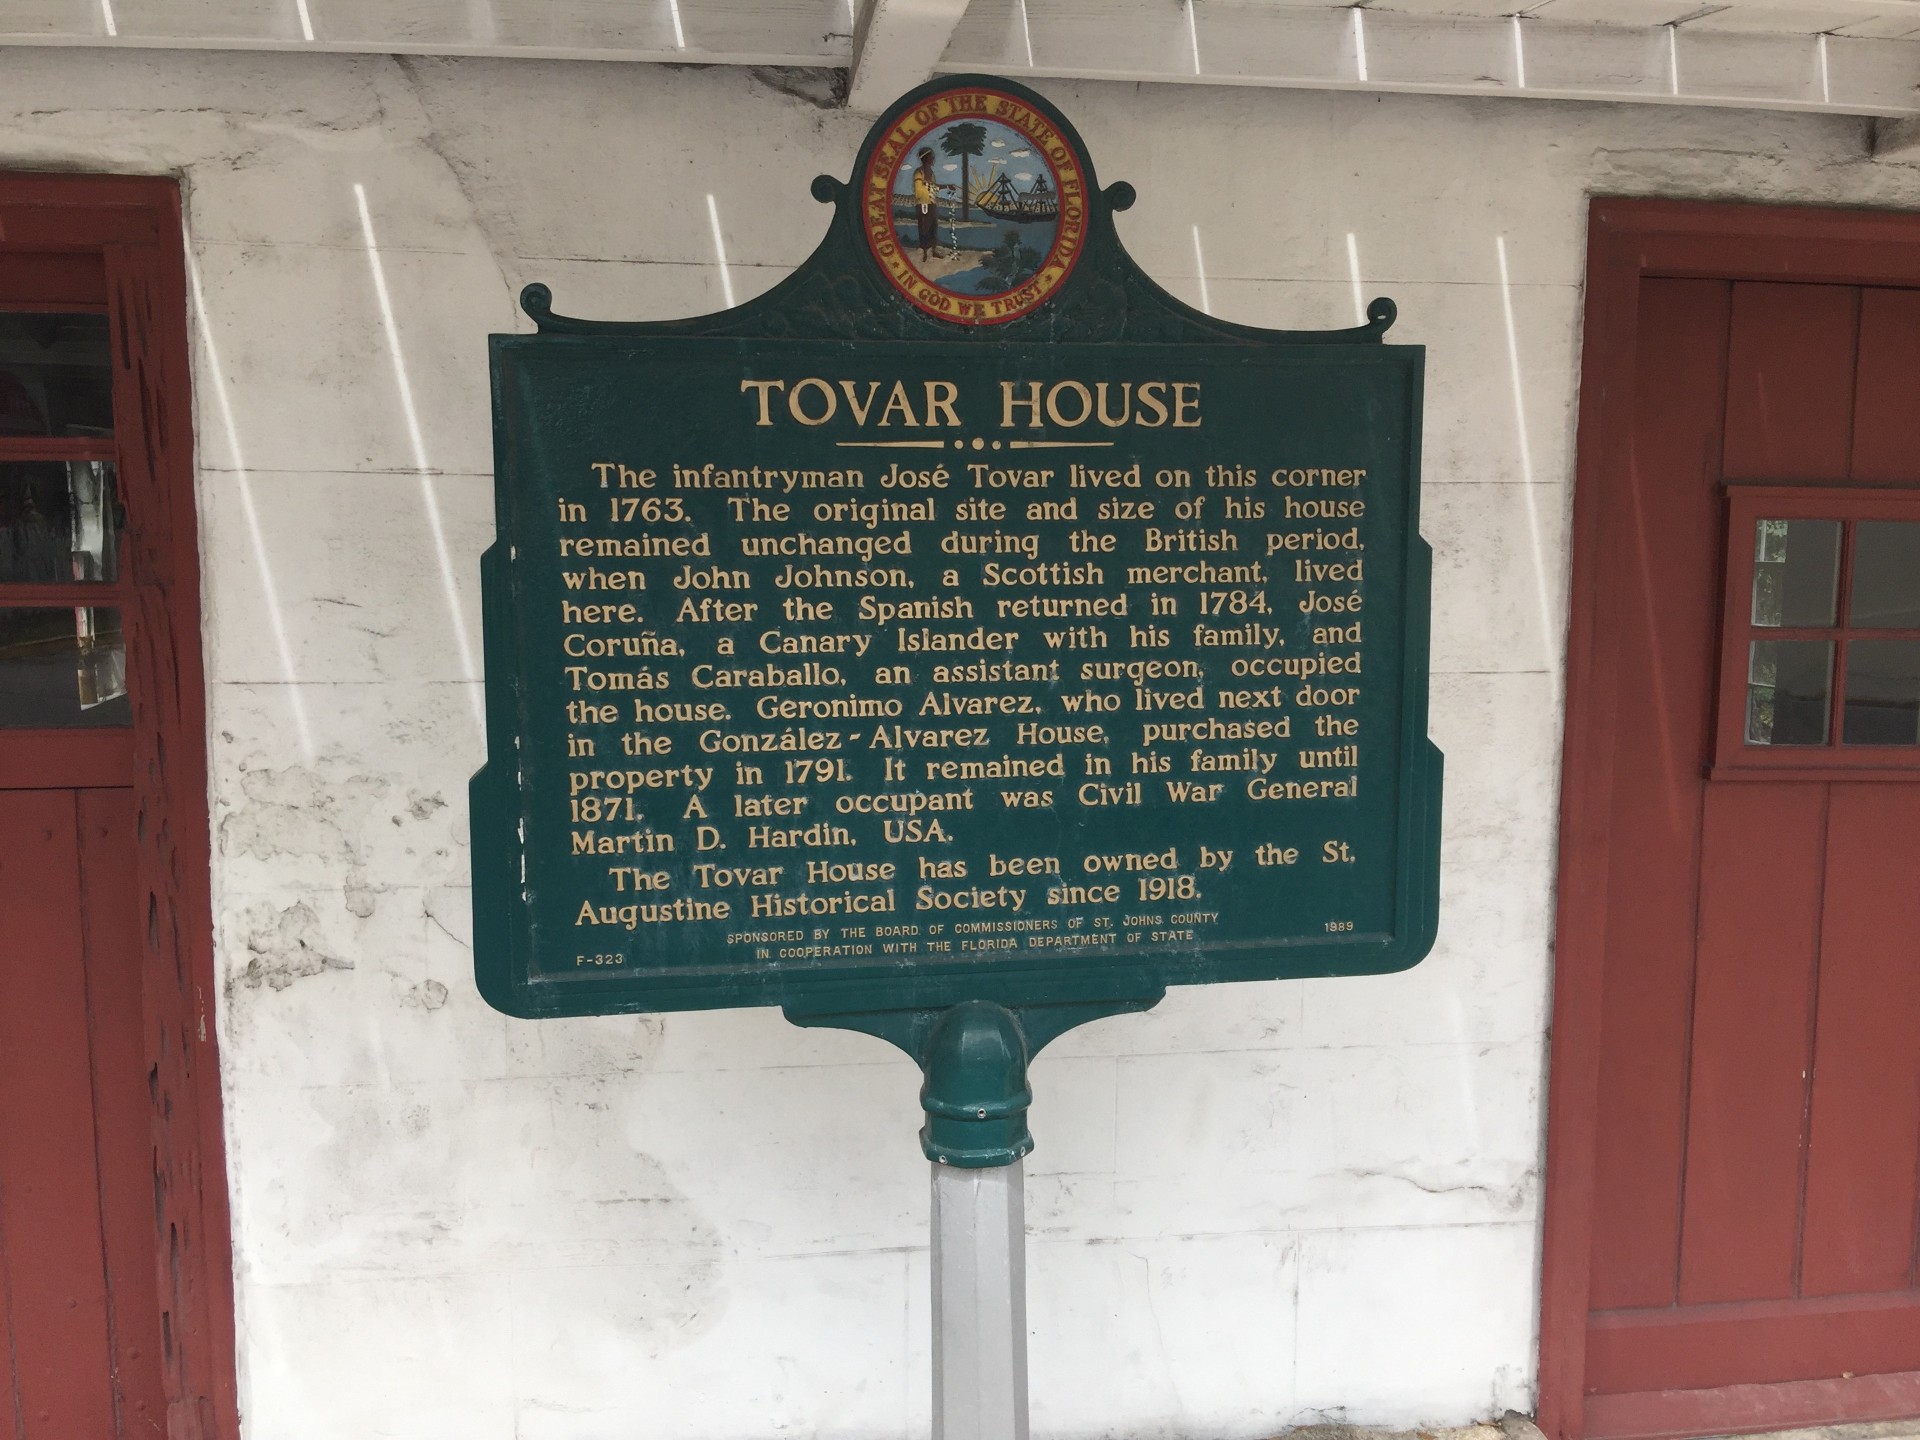 GREAT SEAL OF THE STATE OF FLORIDA
IN GOD WE TRUST
TOVAR HOUSE
The infantryman José Tovar lived on this corner
in 1763. The original site and size of his house
remained unchanged during the British period,
when John Johnson, a Scottish merchant, lived
here. After the Spanish returned in 1784, José
Coruña, a Canary Islander with his family, and
Tomás Caraballo, an assistant surgeon, occupied
the house. Geronimo Alvarez, who lived next door
in the González-Alvarez House, purchased the
property in 1791. It remained in his family until
1871. A later occupant was Civil War General
Martin D. Hardin, USA.
The Tovar House has been owned by the St.
Augustine Historical Society since 1918.
SPONSORED BY THE BOARD OF COMMISSIONERS OF ST. JOHNS COUNTY
IN COOPERATION WITH THE FLORIDA DEPARTMENT OF STATE
F-323
1989